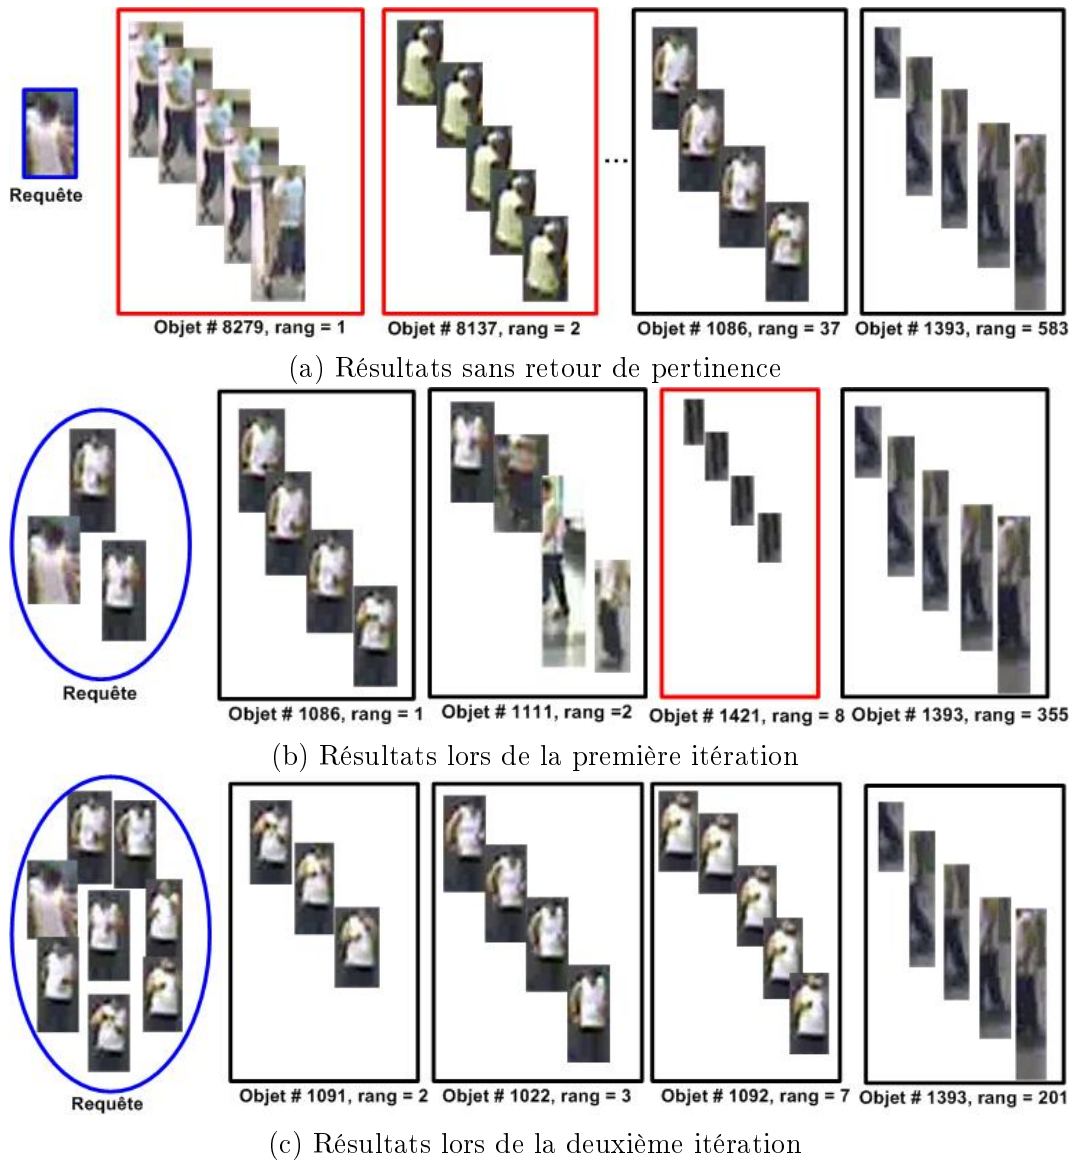 Requête
...
Objet # 8279, rang = 1
Objet # 8137, rang = 2
Objet # 1086, rang = 37
Objet # 1393, rang = 583
(a) Résultats sans retour de pertinence
Requête
Objet # 1086, rang = 1
Objet # 1111, rang =2
Objet # 1421, rang = 8
Objet # 1393, rang = 355
(b) Résultats lors de la première itération
Requête
Objet # 1091, rang = 2
Objet # 1022, rang = 3
Objet # 1092, rang = 7
Objet # 1393, rang = 201
(c) Résultats lors de la deuxième itération